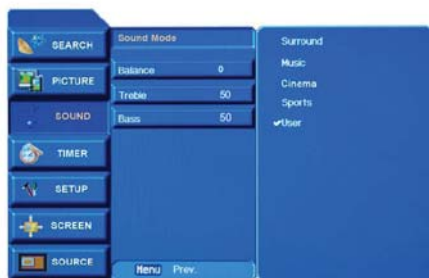 SEARCH
PICTURE
SOUND
TIMER
SETUP
SCREEN
SOURCE
Sound Mode
Balance 0
Treble 50
Bass 50
Menu Prev.
Surround
Music
Cinema
Sports
✔User